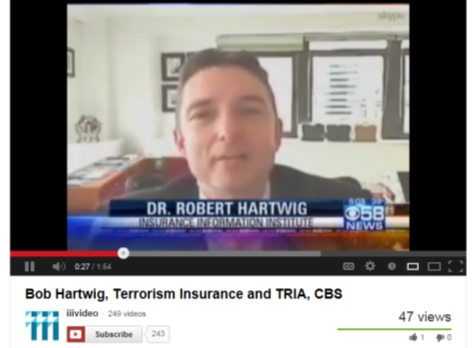 skype
DR. ROBERT HARTWIG
INSURANCE INFORMATION INSTITUTE
58
NEWS
0:27 / 1:54
Bob Hartwig, Terrorism Insurance and TRIA, CBS
iiivideo · 249 videos
Subscribe 243
47 views
1 0